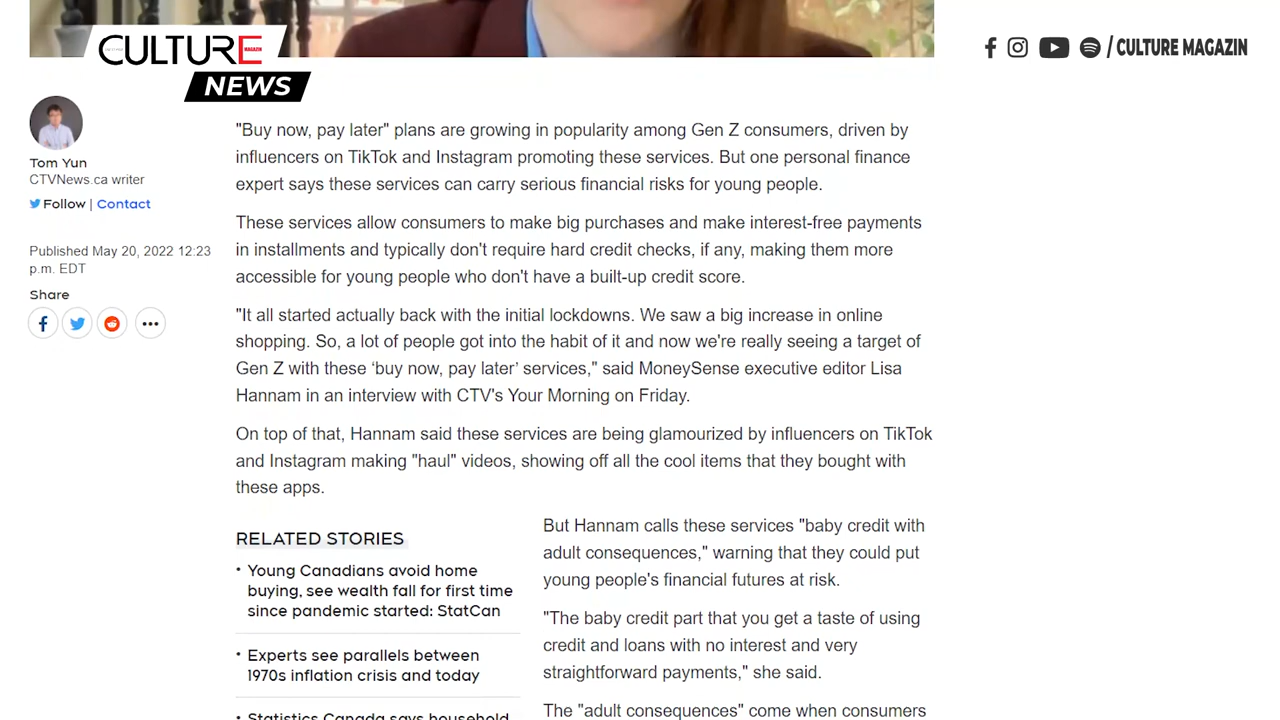 CULTURE
MAGAZIN
NEWS
/ CULTURE MAGAZIN
Tom Yun
CTVNews.ca writer
Follow | Contact
Published May 20, 2022 12:23
p.m. EDT
Share
"Buy now, pay later" plans are growing in popularity among Gen Z consumers, driven by
influencers on TikTok and Instagram promoting these services. But one personal finance
expert says these services can carry serious financial risks for young people.
These services allow consumers to make big purchases and make interest-free payments
in installments and typically don't require hard credit checks, if any, making them more
accessible for young people who don't have a built-up credit score.
"It all started actually back with the initial lockdowns. We saw a big increase in online
shopping. So, a lot of people got into the habit of it and now we're really seeing a target of
Gen Z with these ‘buy now, pay later’ services," said MoneySense executive editor Lisa
Hannam in an interview with CTV's Your Morning on Friday.
On top of that, Hannam said these services are being glamourized by influencers on TikTok
and Instagram making "haul" videos, showing off all the cool items that they bought with
these apps.
RELATED STORIES
• Young Canadians avoid home
buying, see wealth fall for first time
since pandemic started: StatCan
• Experts see parallels between
1970s inflation crisis and today
• Statistics Canada says household
But Hannam calls these services "baby credit with
adult consequences," warning that they could put
young people's financial futures at risk.
"The baby credit part that you get a taste of using
credit and loans with no interest and very
straightforward payments," she said.
The "adult consequences" come when consumers